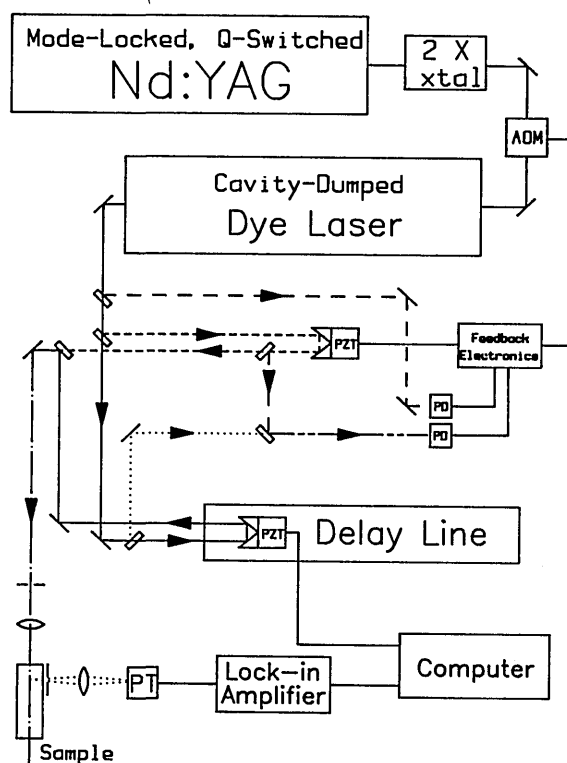 Mode-Locked, Q-Switched
Nd:YAG
2 X
xtal
AOM
Cavity-Dumped
Dye Laser
PZT
Feedback
Electronics
PD
PD
PZT
Delay Line
PT
Lock-in
Amplifier
Computer
Sample